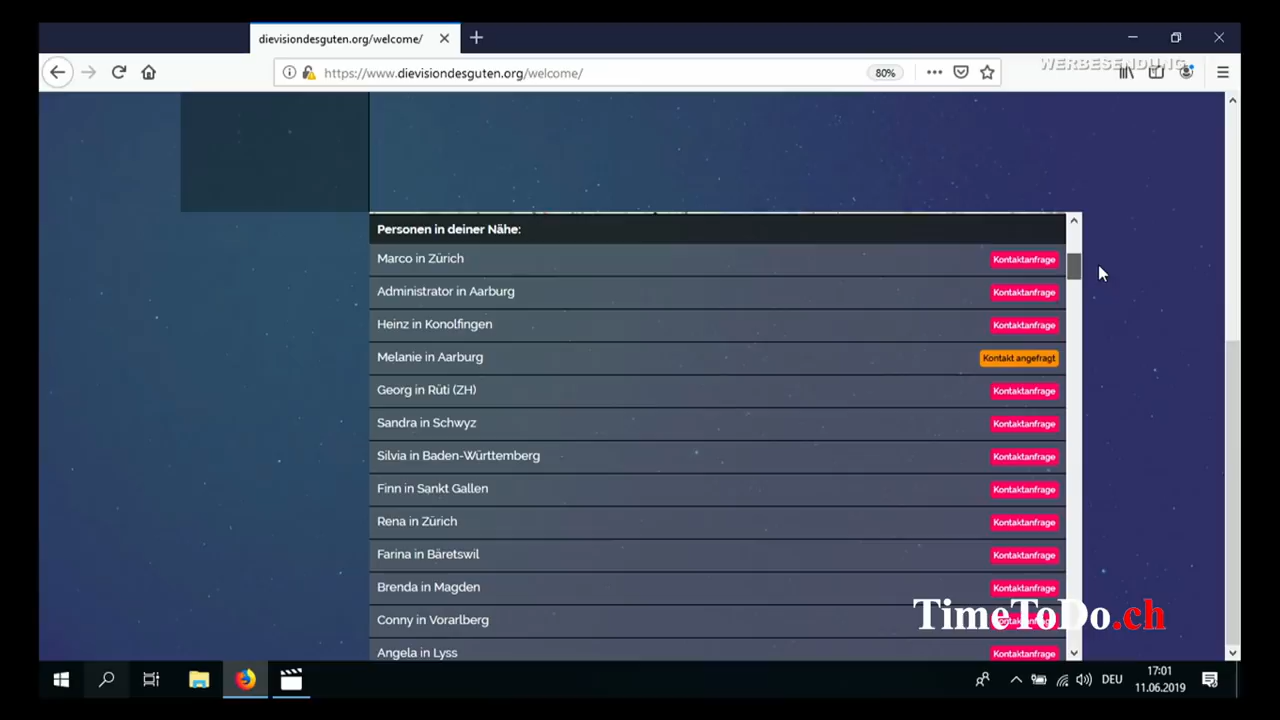 dievisiondesguten.org/welcome/
https://www.dievisiondesguten.org/welcome/
80%
WERBESENDUNG
Personen in deiner Nähe:
Marco in Zürich Kontaktanfrage
Administrator in Aarburg Kontaktanfrage
Heinz in Konolfingen Kontaktanfrage
Melanie in Aarburg Kontakt angefragt
Georg in Rüti (ZH) Kontaktanfrage
Sandra in Schwyz Kontaktanfrage
Silvia in Baden-Württemberg Kontaktanfrage
Finn in Sankt Gallen Kontaktanfrage
Rena in Zürich Kontaktanfrage
Farina in Bäretswil Kontaktanfrage
Brenda in Magden Kontaktanfrage
Conny in Vorarlberg Kontaktanfrage
TimeToDo.ch
Angela in Lyss Kontaktanfrage
DEU
17:01
11.06.2019